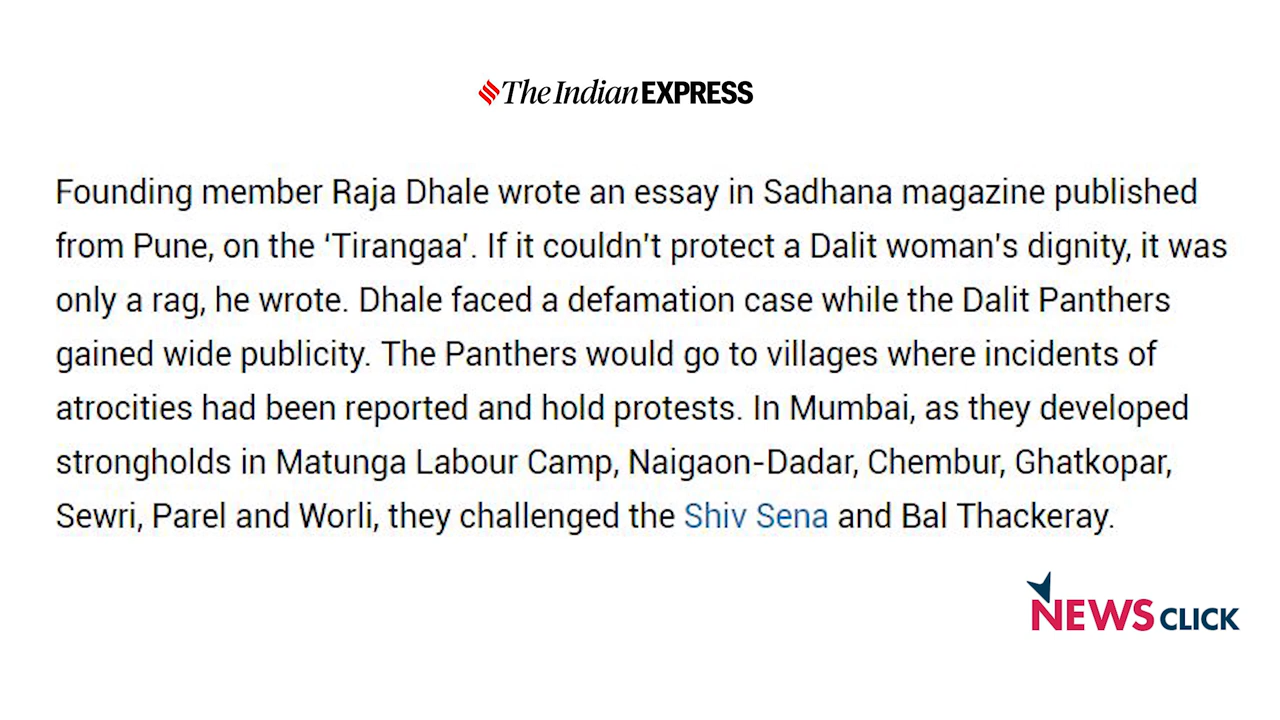 The Indian EXPRESS
Founding member Raja Dhale wrote an essay in Sadhana magazine published
from Pune, on the ‘Tirangaa’. If it couldn’t protect a Dalit woman’s dignity, it was
only a rag, he wrote. Dhale faced a defamation case while the Dalit Panthers
gained wide publicity. The Panthers would go to villages where incidents of
atrocities had been reported and hold protests. In Mumbai, as they developed
strongholds in Matunga Labour Camp, Naigaon-Dadar, Chembur, Ghatkopar,
Sewri, Parel and Worli, they challenged the Shiv Sena and Bal Thackeray.
NEWS CLICK